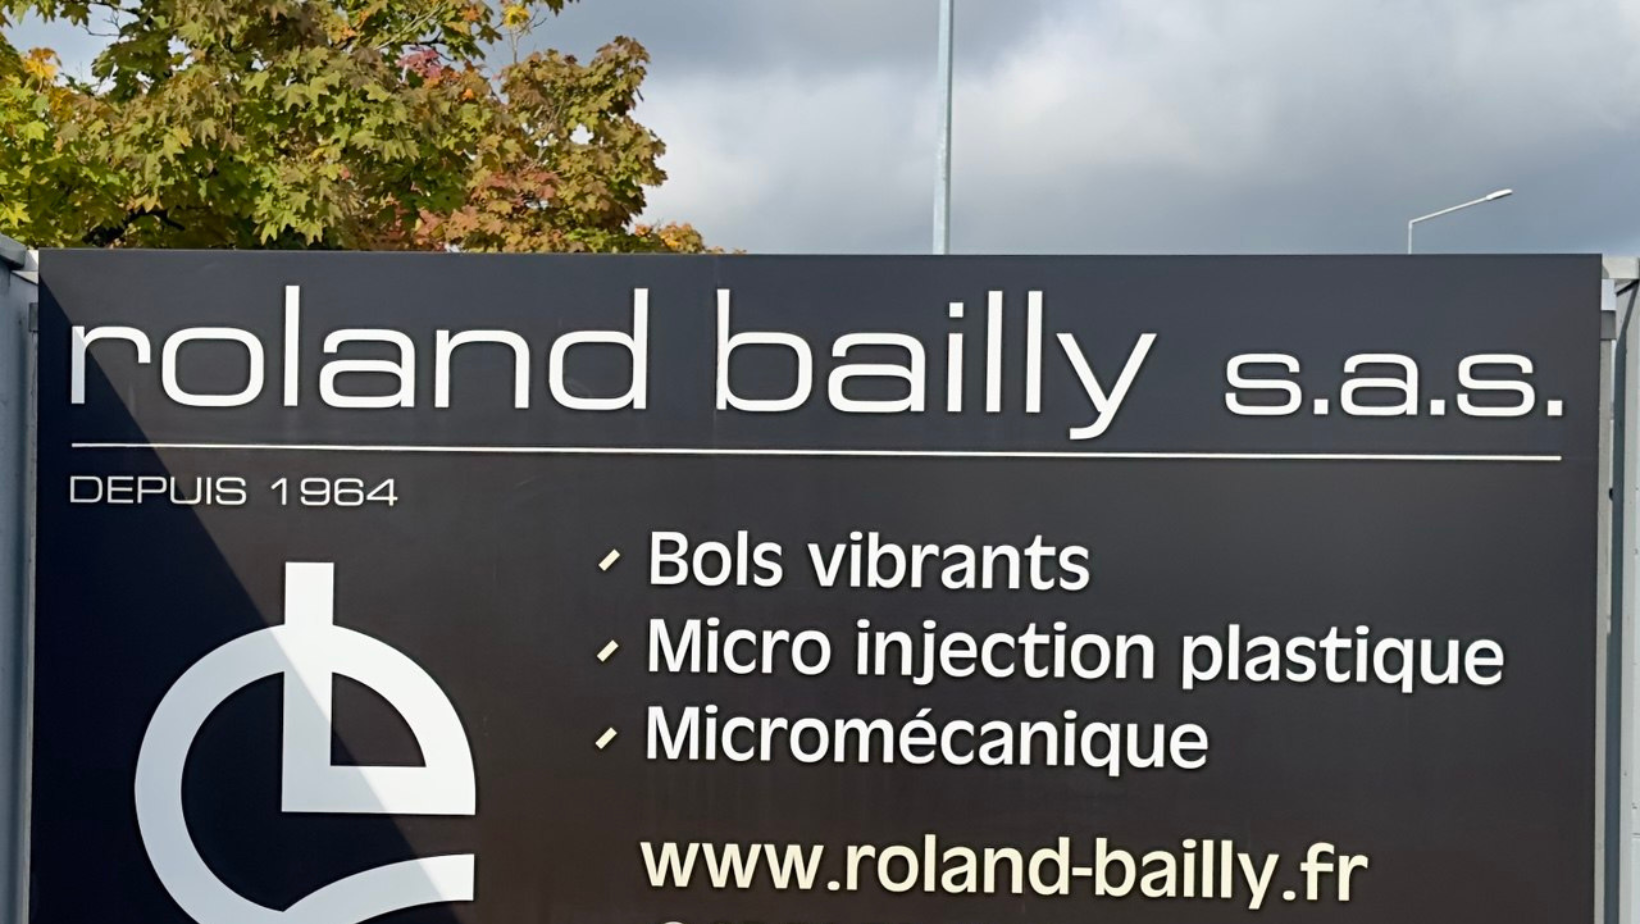 roland bailly s.a.s.
DEPUIS 1964
Bols vibrants
Micro injection plastique
Micromécanique
www.roland-bailly.fr